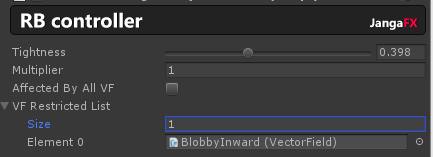 RB controller JangaFX
Tightness 0.398
Multiplier 1
Affected By All VF
VF Restricted List
Size 1
Element 0 BlobbyInward (VectorField)